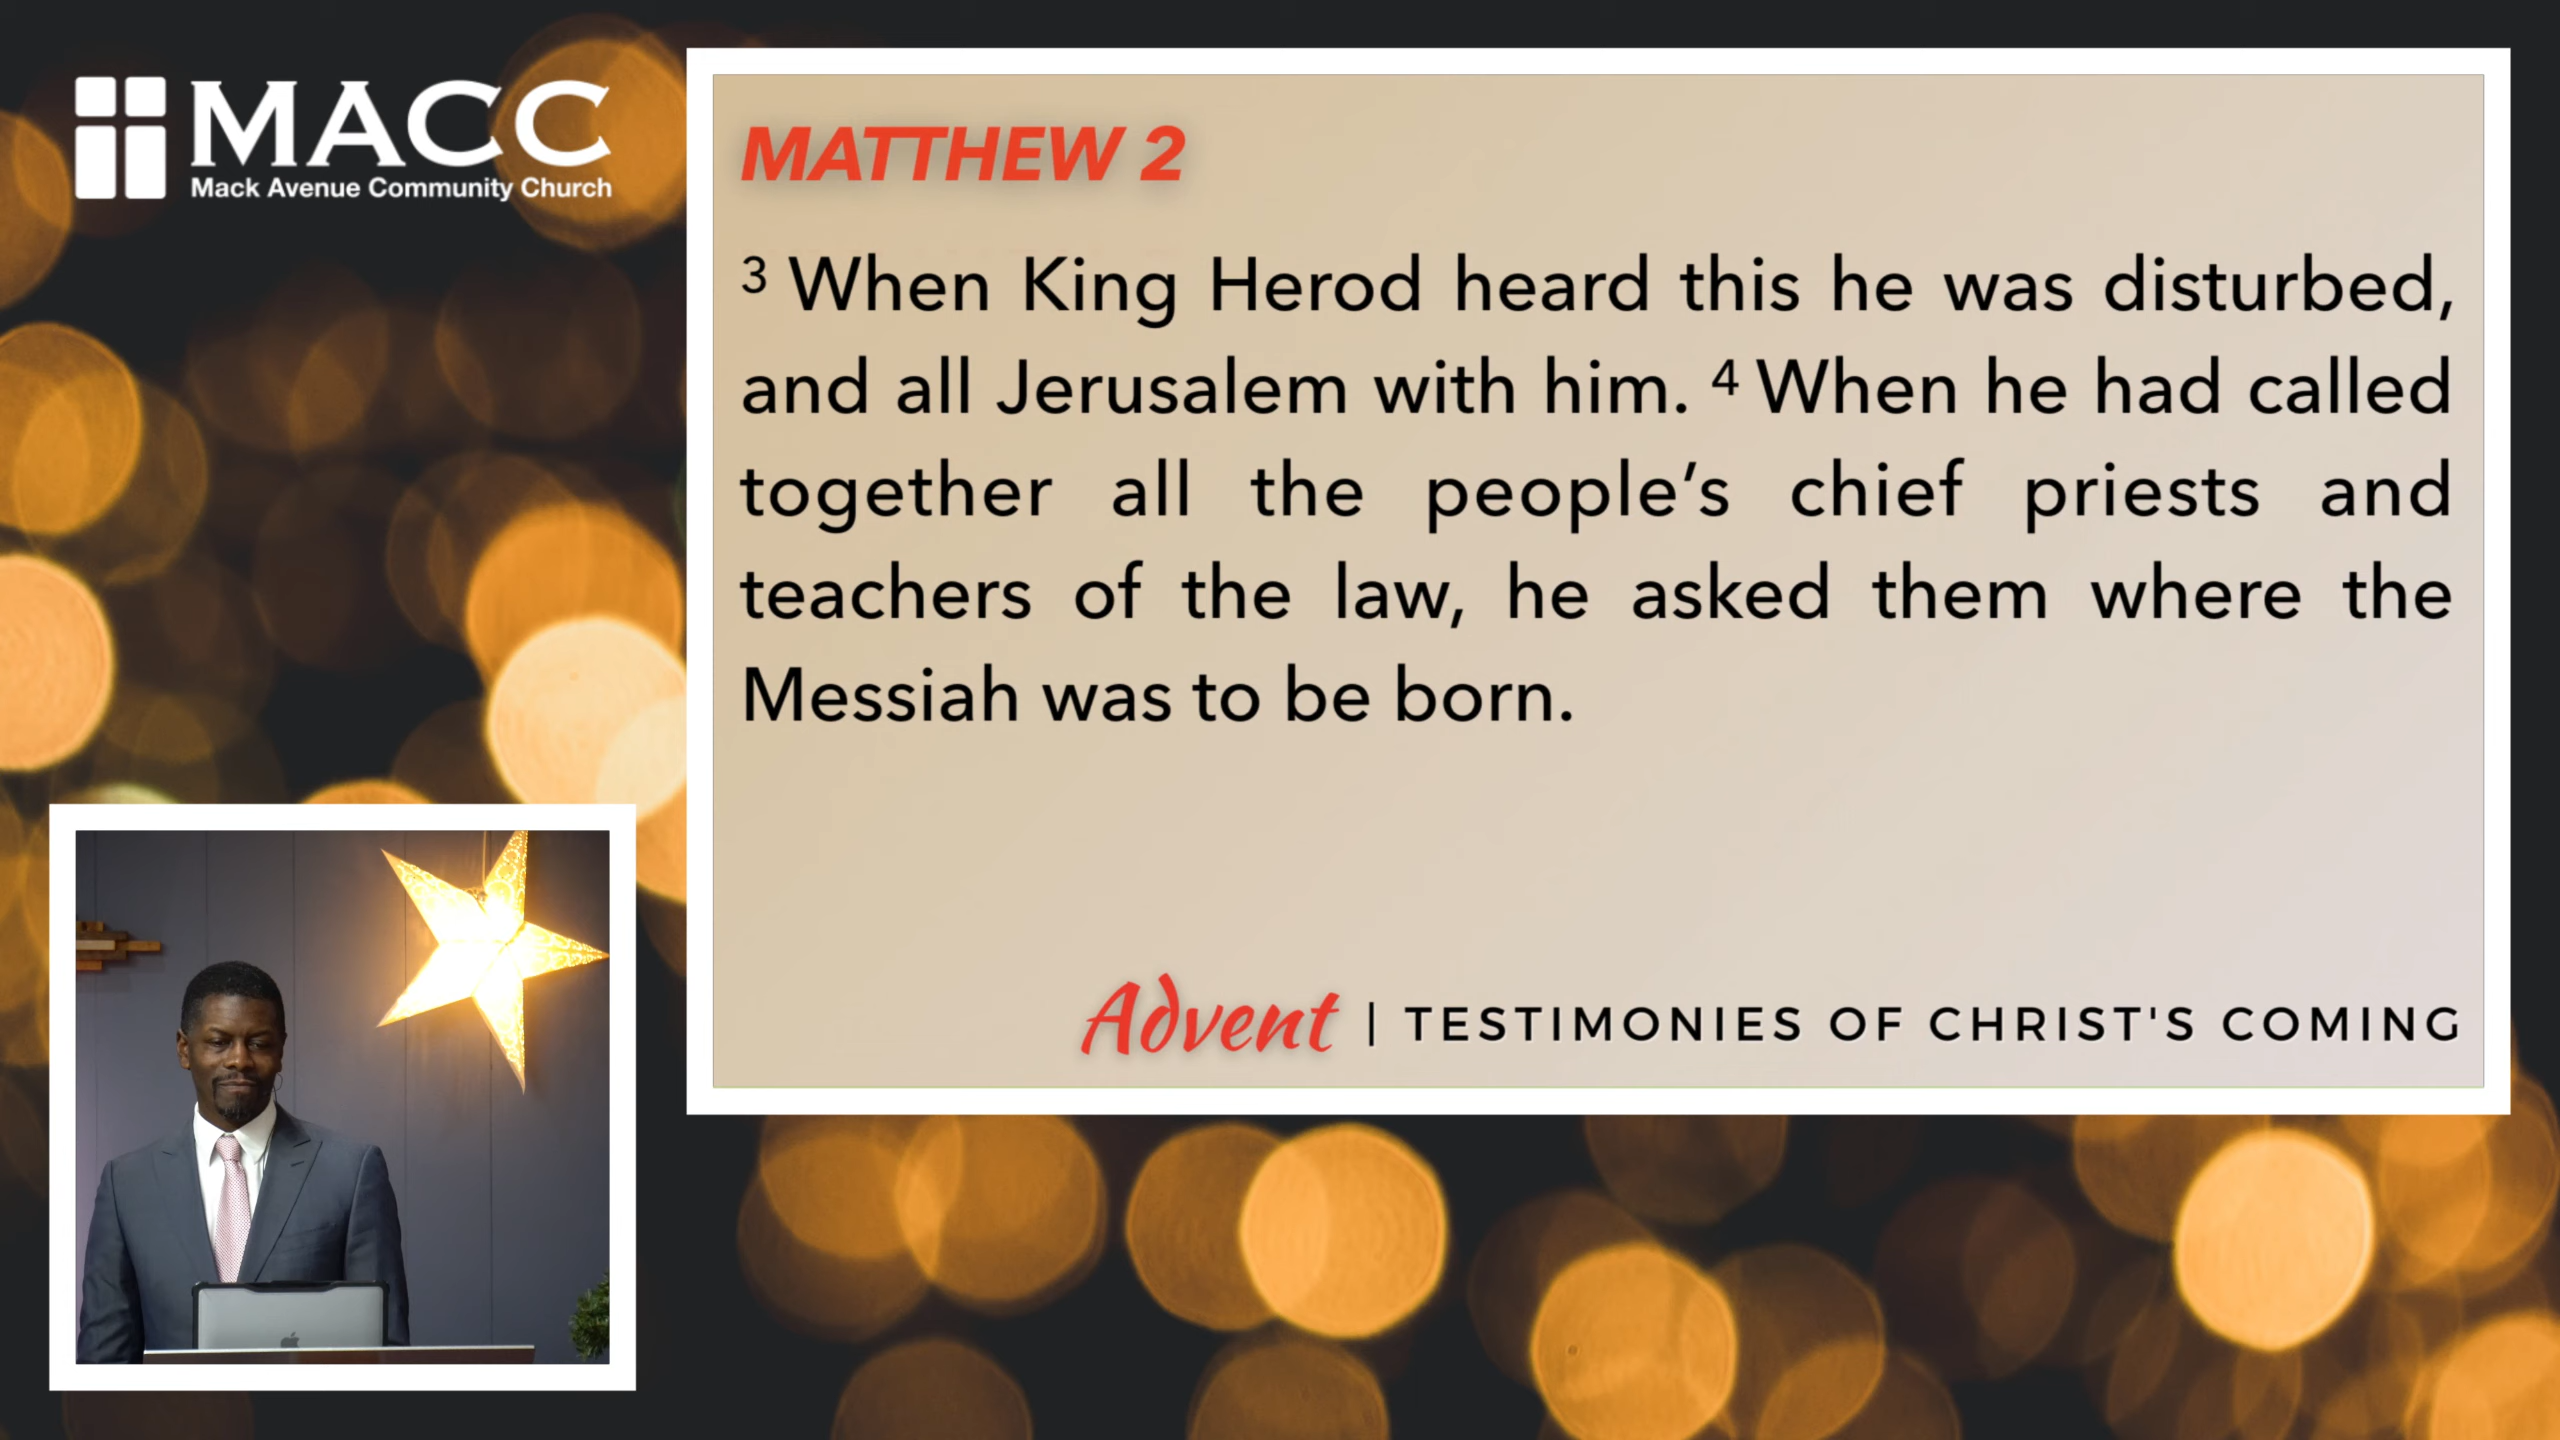 MACC
Mack Avenue Community Church
MATTHEW 2
³ When King Herod heard this he was disturbed,
and all Jerusalem with him. ⁴ When he had called
together all the people’s chief priests and
teachers of the law, he asked them where the
Messiah was to be born.
Advent | TESTIMONIES OF CHRIST'S COMING